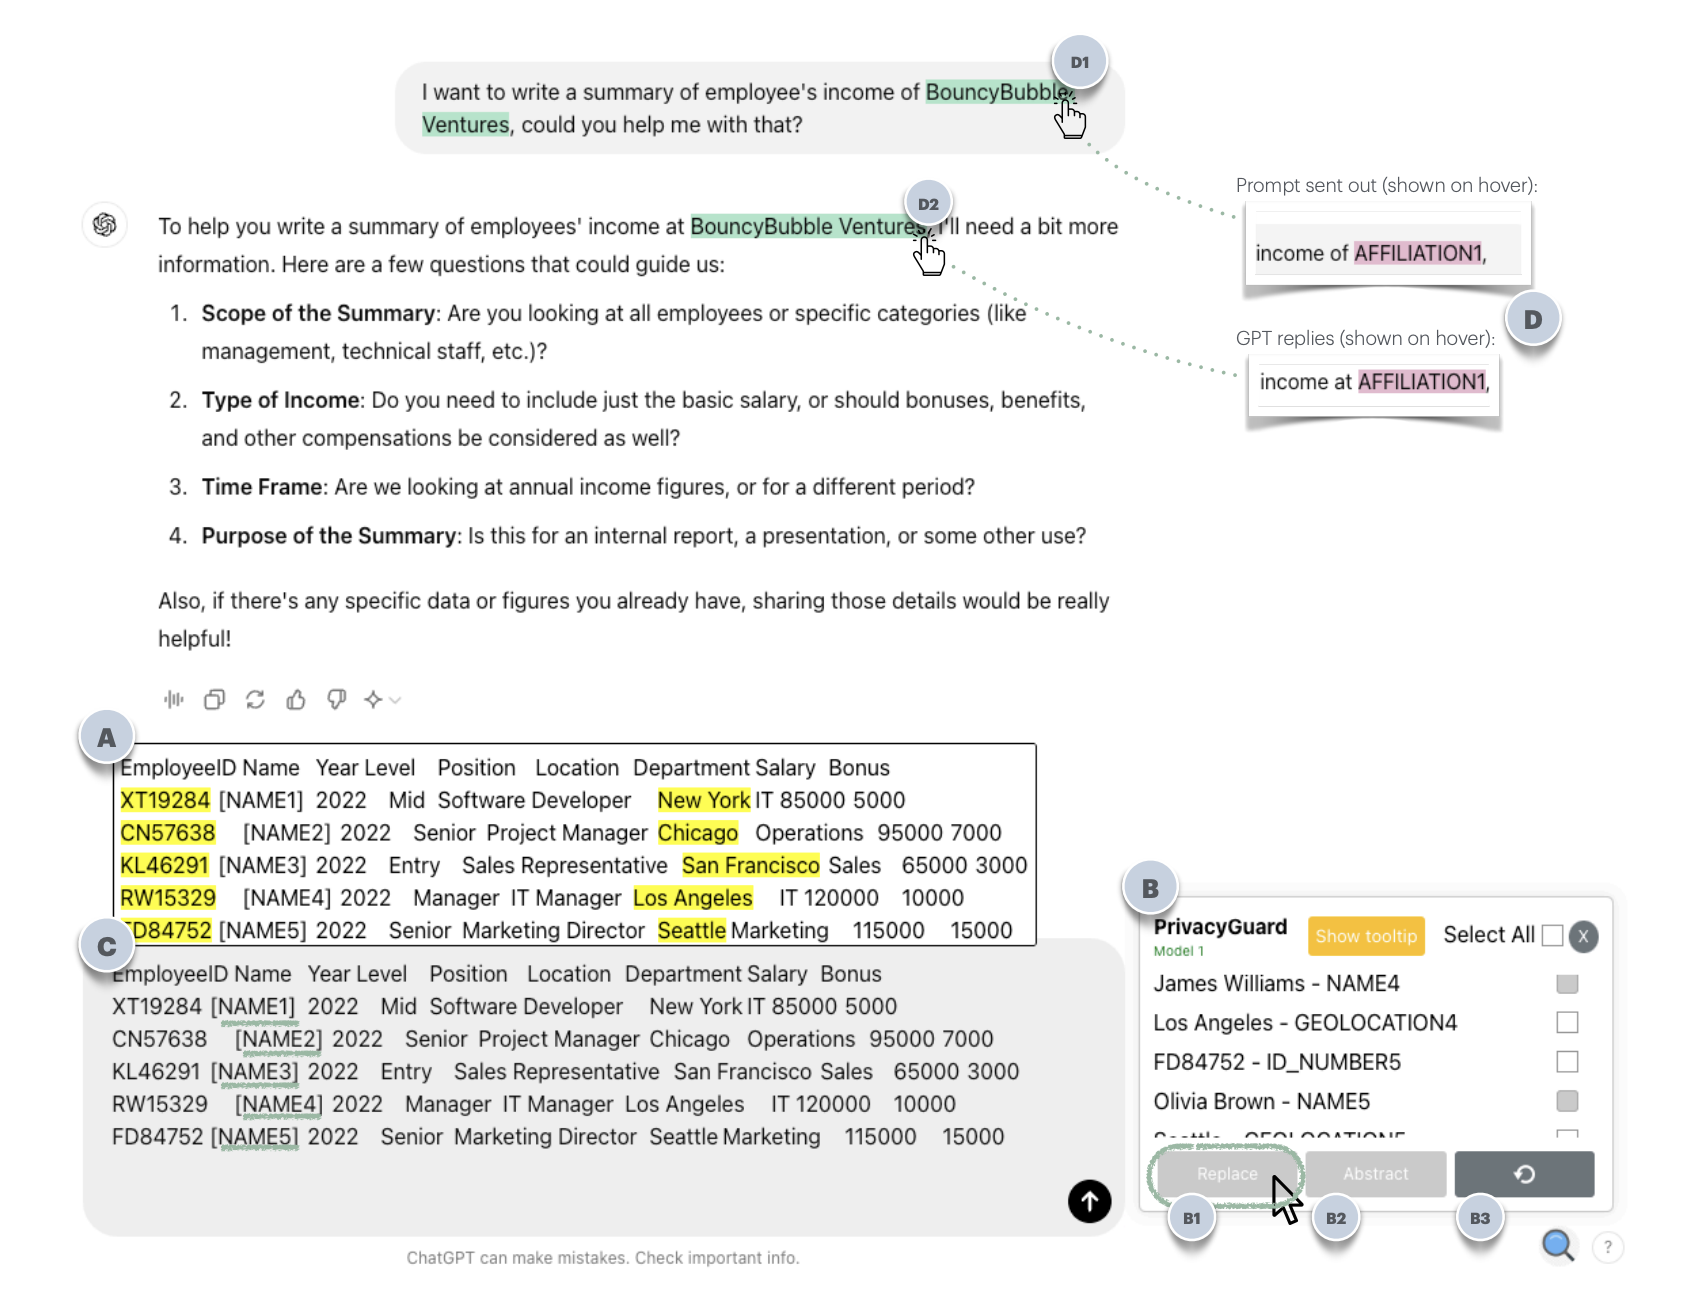 D1
I want to write a summary of employee's income of BouncyBubble
Ventures, could you help me with that?
Prompt sent out (shown on hover):
income of AFFILIATION1,
D
GPT replies (shown on hover):
income at AFFILIATION1,
D2
To help you write a summary of employees' income at BouncyBubble Ventures, I'll need a bit more
information. Here are a few questions that could guide us:
1. Scope of the Summary: Are you looking at all employees or specific categories (like
management, technical staff, etc.)?
2. Type of Income: Do you need to include just the basic salary, or should bonuses, benefits,
and other compensations be considered as well?
3. Time Frame: Are we looking at annual income figures, or for a different period?
4. Purpose of the Summary: Is this for an internal report, a presentation, or some other use?
Also, if there's any specific data or figures you already have, sharing those details would be really
helpful!
A
EmployeeID Name Year Level Position Location Department Salary Bonus
XT19284 [NAME1] 2022 Mid Software Developer New York IT 85000 5000
CN57638 [NAME2] 2022 Senior Project Manager Chicago Operations 95000 7000
KL46291 [NAME3] 2022 Entry Sales Representative San Francisco Sales 65000 3000
RW15329 [NAME4] 2022 Manager IT Manager Los Angeles IT 120000 10000
FD84752 [NAME5] 2022 Senior Marketing Director Seattle Marketing 115000 15000
C
EmployeeID Name Year Level Position Location Department Salary Bonus
XT19284 [NAME1] 2022 Mid Software Developer New York IT 85000 5000
CN57638 [NAME2] 2022 Senior Project Manager Chicago Operations 95000 7000
KL46291 [NAME3] 2022 Entry Sales Representative San Francisco Sales 65000 3000
RW15329 [NAME4] 2022 Manager IT Manager Los Angeles IT 120000 10000
FD84752 [NAME5] 2022 Senior Marketing Director Seattle Marketing 115000 15000
ChatGPT can make mistakes. Check important info.
B
PrivacyGuard
Model 1
Show tooltip
Select All
X
James Williams - NAME4
Los Angeles - GEOLOCATION4
FD84752 - ID_NUMBER5
Olivia Brown - NAME5
Seattle - GEOLOCATION5
Replace
Abstract
B1
B2
B3
?